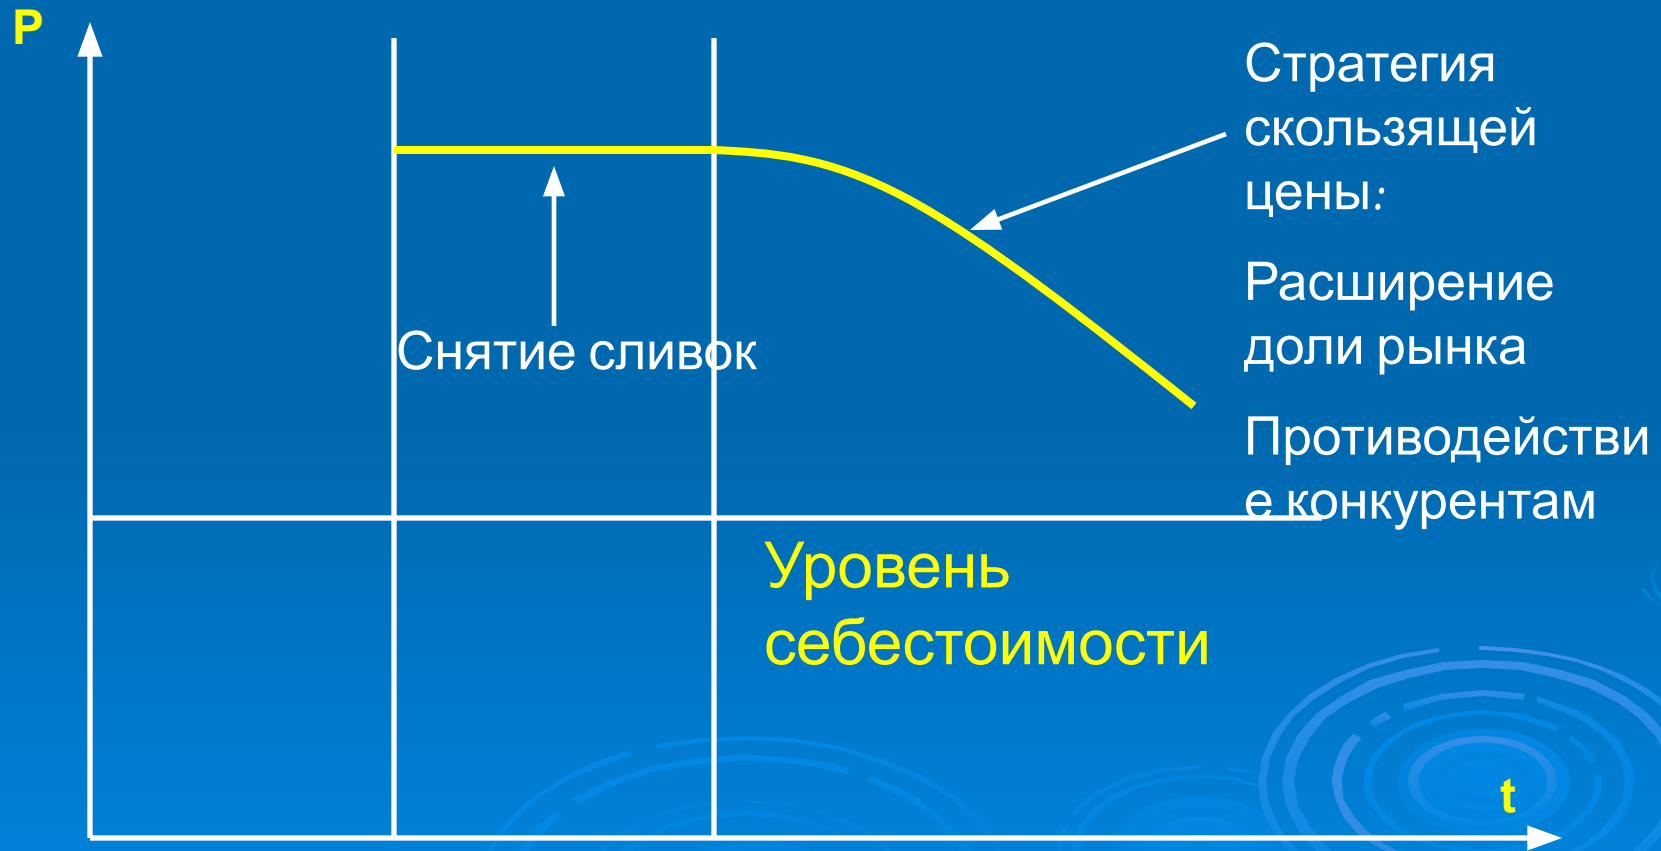 P
Стратегия
скользящей
цены:
Расширение
доли рынка
Противодействи
е конкурентам
Снятие сливок
Уровень
себестоимости
t